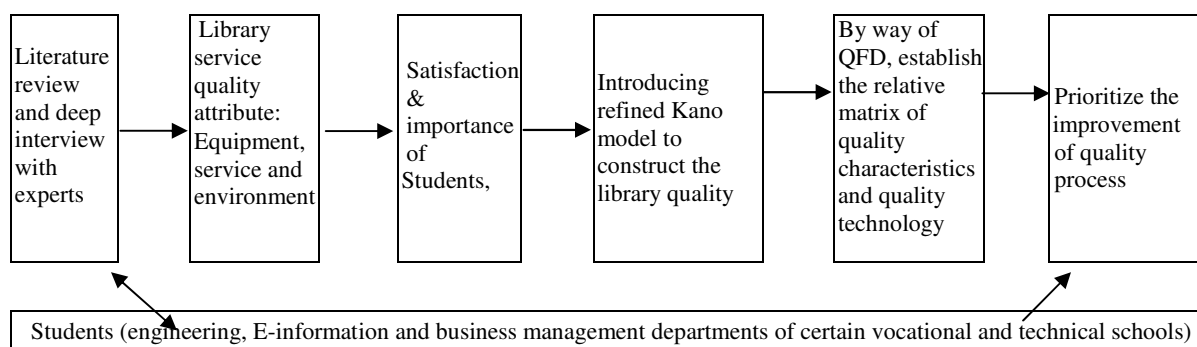 Literature
review
and deep
interview
with
experts
Library
service
quality
attribute:
Equipment,
service and
environment
Satisfaction
&
importance
of
Students,
Introducing
refined Kano
model to
construct the
library quality
By way of
QFD, establish
the relative
matrix of
quality
characteristics
and quality
technology
Prioritize the
improvement
of quality
process
Students (engineering, E-information and business management departments of certain vocational and technical schools)